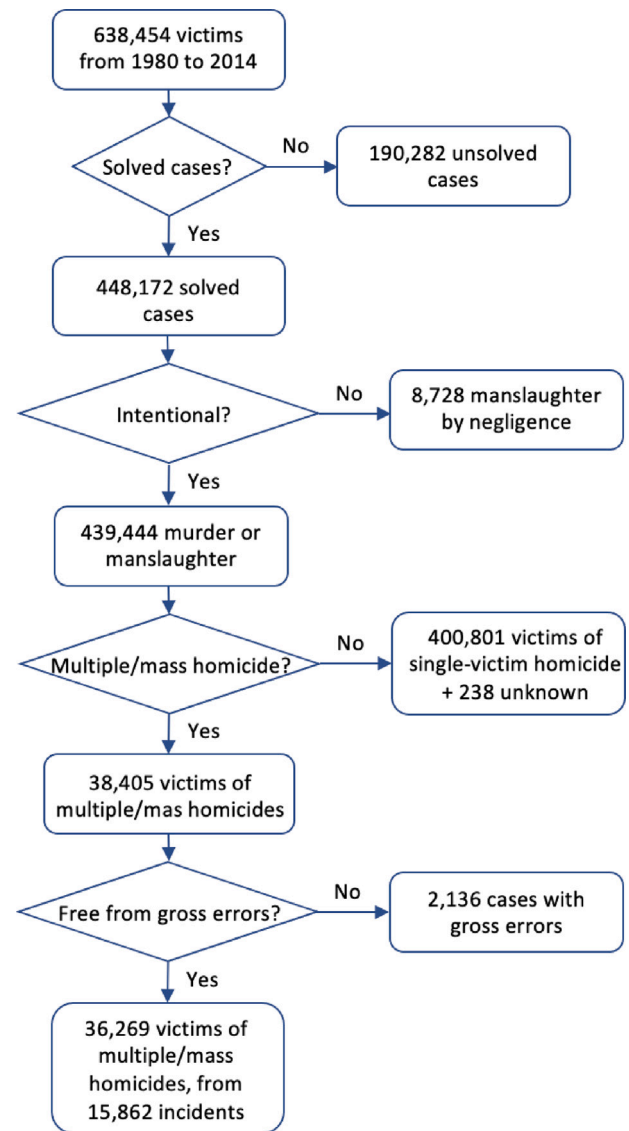 638,454 victims
from 1980 to 2014
Solved cases?
No
190,282 unsolved
cases
Yes
448,172 solved
cases
Intentional?
No
8,728 manslaughter
by negligence
Yes
439,444 murder or
manslaughter
Multiple/mass homicide?
No
400,801 victims of
single-victim homicide
+ 238 unknown
Yes
38,405 victims of
multiple/mas homicides
Free from gross errors?
No
2,136 cases with
gross errors
Yes
36,269 victims of
multiple/mass
homicides, from
15,862 incidents